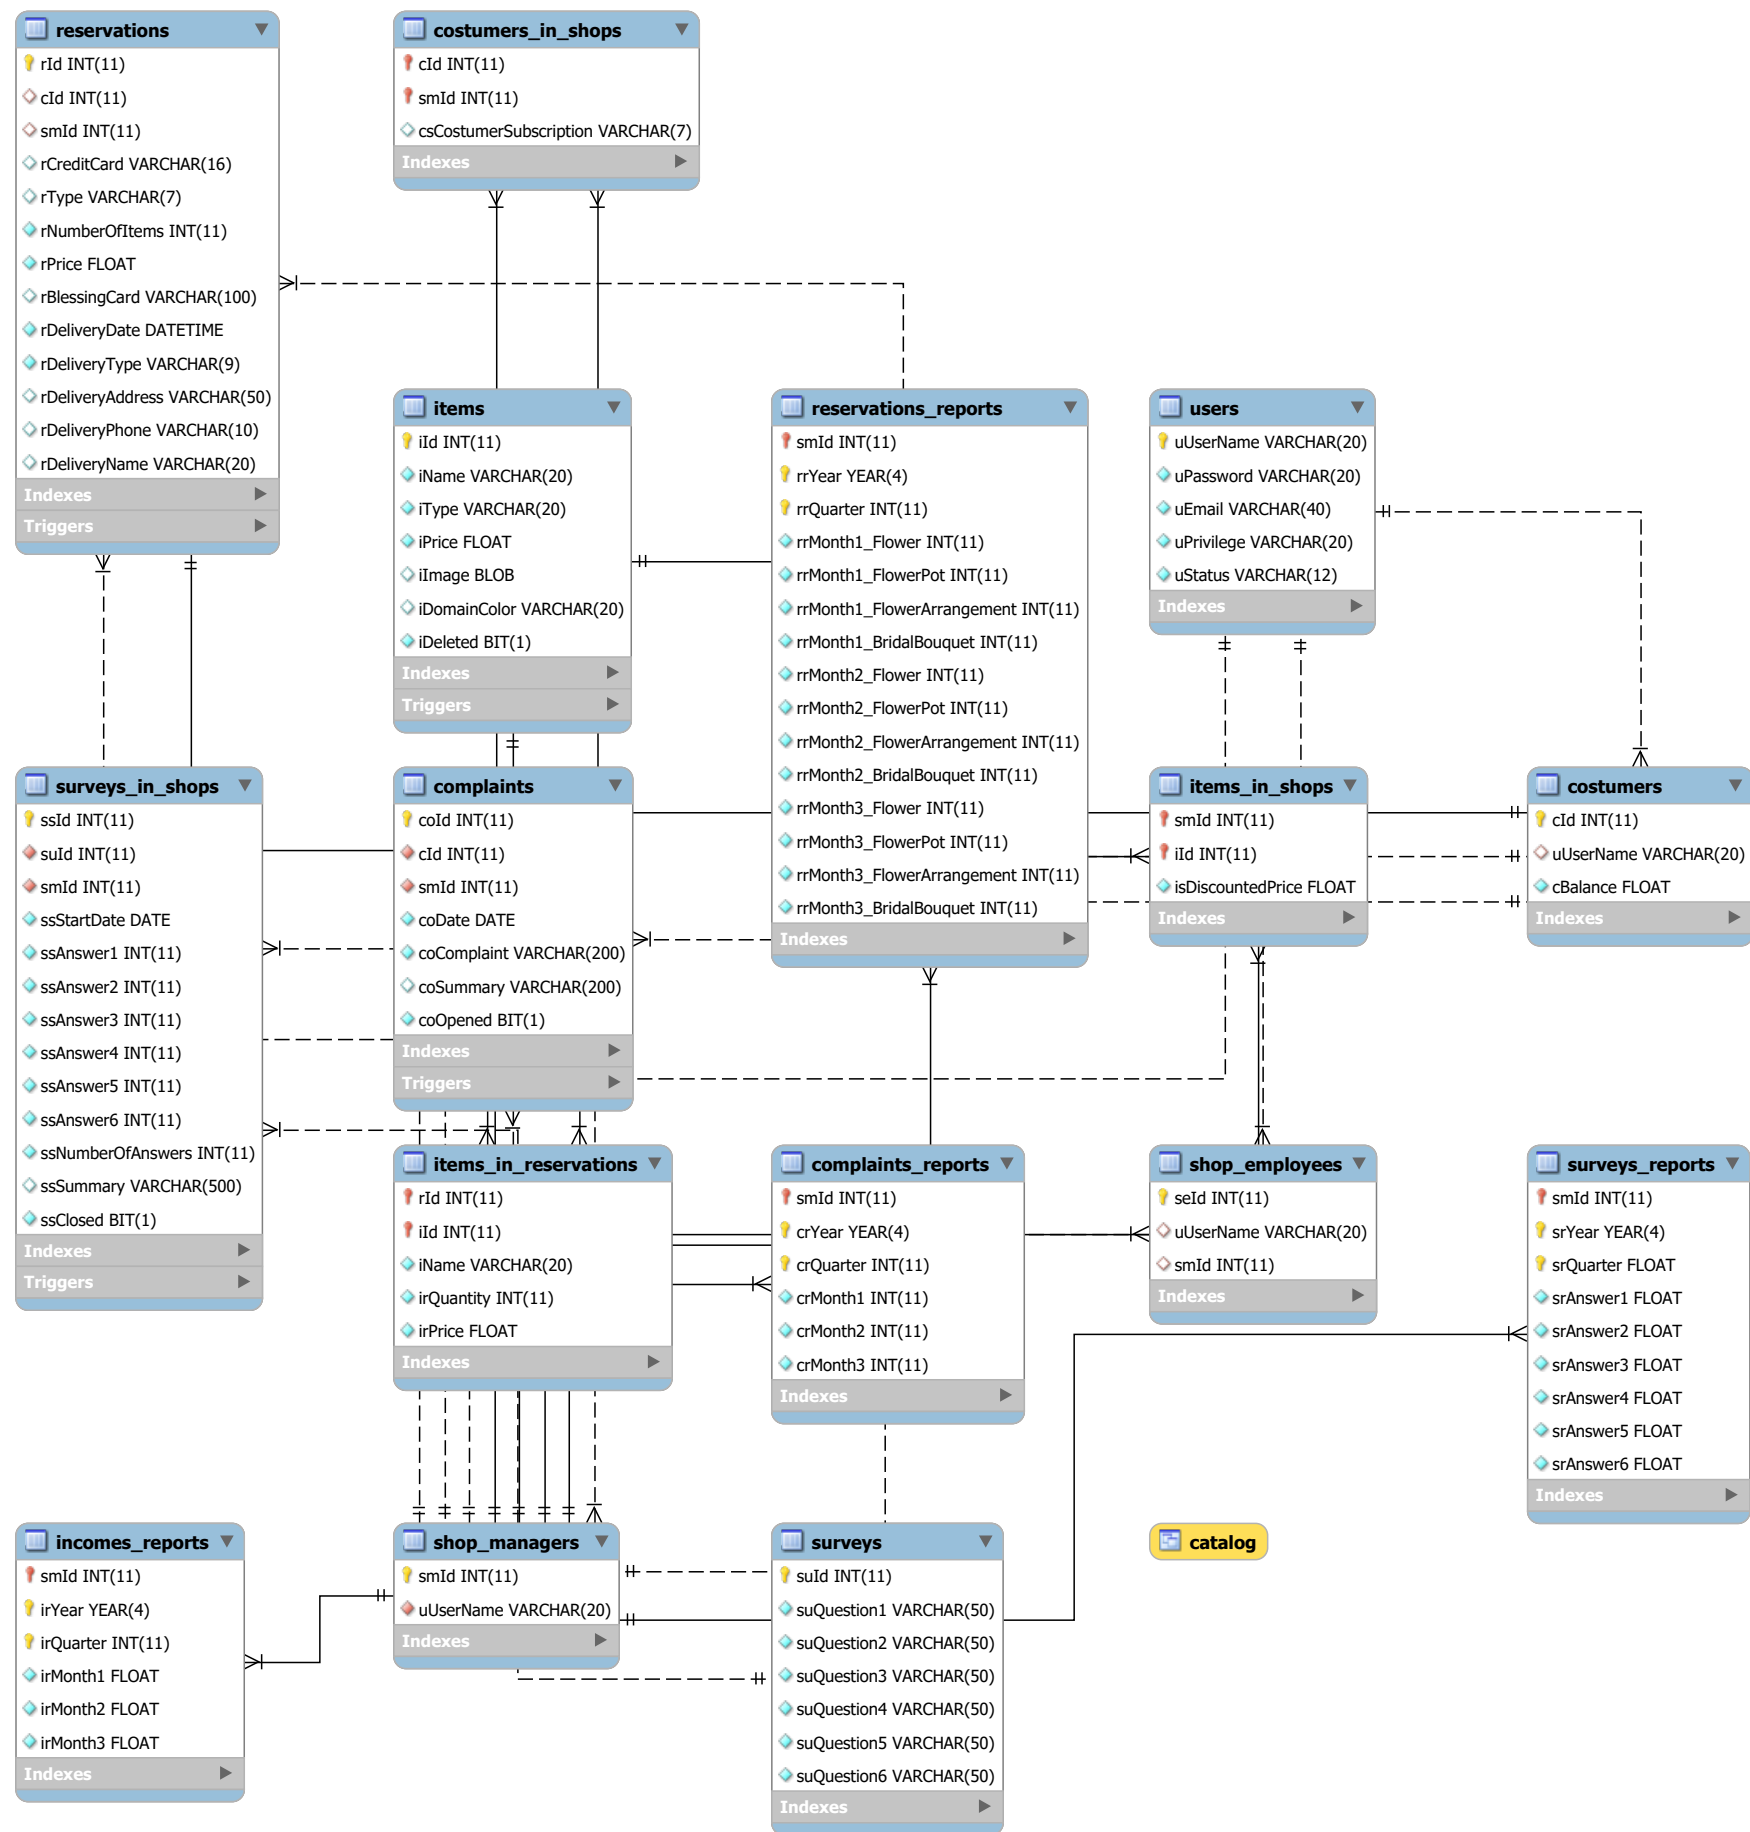 reservations
rId INT(11)
cId INT(11)
smId INT(11)
rCreditCard VARCHAR(16)
rType VARCHAR(7)
rNumberOfItems INT(11)
rPrice FLOAT
rBlessingCard VARCHAR(100)
rDeliveryDate DATETIME
rDeliveryType VARCHAR(9)
rDeliveryAddress VARCHAR(50)
rDeliveryPhone VARCHAR(10)
rDeliveryName VARCHAR(20)
Indexes
Triggers
costumers_in_shops
cId INT(11)
smId INT(11)
csCostumerSubscription VARCHAR(7)
Indexes
items
iId INT(11)
iName VARCHAR(20)
iType VARCHAR(20)
iPrice FLOAT
iImage BLOB
iDomainColor VARCHAR(20)
iDeleted BIT(1)
Indexes
Triggers
reservations_reports
smId INT(11)
rrYear YEAR(4)
rrQuarter INT(11)
rrMonth1_Flower INT(11)
rrMonth1_FlowerPot INT(11)
rrMonth1_FlowerArrangement INT(11)
rrMonth1_BridalBouquet INT(11)
rrMonth2_Flower INT(11)
rrMonth2_FlowerPot INT(11)
rrMonth2_FlowerArrangement INT(11)
rrMonth2_BridalBouquet INT(11)
rrMonth3_Flower INT(11)
rrMonth3_FlowerPot INT(11)
rrMonth3_FlowerArrangement INT(11)
rrMonth3_BridalBouquet INT(11)
Indexes
users
uUserName VARCHAR(20)
uPassword VARCHAR(20)
uEmail VARCHAR(40)
uPrivilege VARCHAR(20)
uStatus VARCHAR(12)
Indexes
surveys_in_shops
ssId INT(11)
suId INT(11)
smId INT(11)
ssStartDate DATE
ssAnswer1 INT(11)
ssAnswer2 INT(11)
ssAnswer3 INT(11)
ssAnswer4 INT(11)
ssAnswer5 INT(11)
ssAnswer6 INT(11)
ssNumberOfAnswers INT(11)
ssSummary VARCHAR(500)
ssClosed BIT(1)
Indexes
Triggers
complaints
coId INT(11)
cId INT(11)
smId INT(11)
coDate DATE
coComplaint VARCHAR(200)
coSummary VARCHAR(200)
coOpened BIT(1)
Indexes
Triggers
items_in_shops
smId INT(11)
iId INT(11)
isDiscountedPrice FLOAT
Indexes
costumers
cId INT(11)
uUserName VARCHAR(20)
cBalance FLOAT
Indexes
items_in_reservations
rId INT(11)
iId INT(11)
iName VARCHAR(20)
irQuantity INT(11)
irPrice FLOAT
Indexes
complaints_reports
smId INT(11)
crYear YEAR(4)
crQuarter INT(11)
crMonth1 INT(11)
crMonth2 INT(11)
crMonth3 INT(11)
Indexes
shop_employees
seId INT(11)
uUserName VARCHAR(20)
smId INT(11)
Indexes
surveys_reports
smId INT(11)
srYear YEAR(4)
srQuarter FLOAT
srAnswer1 FLOAT
srAnswer2 FLOAT
srAnswer3 FLOAT
srAnswer4 FLOAT
srAnswer5 FLOAT
srAnswer6 FLOAT
Indexes
incomes_reports
smId INT(11)
irYear YEAR(4)
irQuarter INT(11)
irMonth1 FLOAT
irMonth2 FLOAT
irMonth3 FLOAT
Indexes
shop_managers
smId INT(11)
uUserName VARCHAR(20)
Indexes
surveys
suId INT(11)
suQuestion1 VARCHAR(50)
suQuestion2 VARCHAR(50)
suQuestion3 VARCHAR(50)
suQuestion4 VARCHAR(50)
suQuestion5 VARCHAR(50)
suQuestion6 VARCHAR(50)
Indexes
catalog